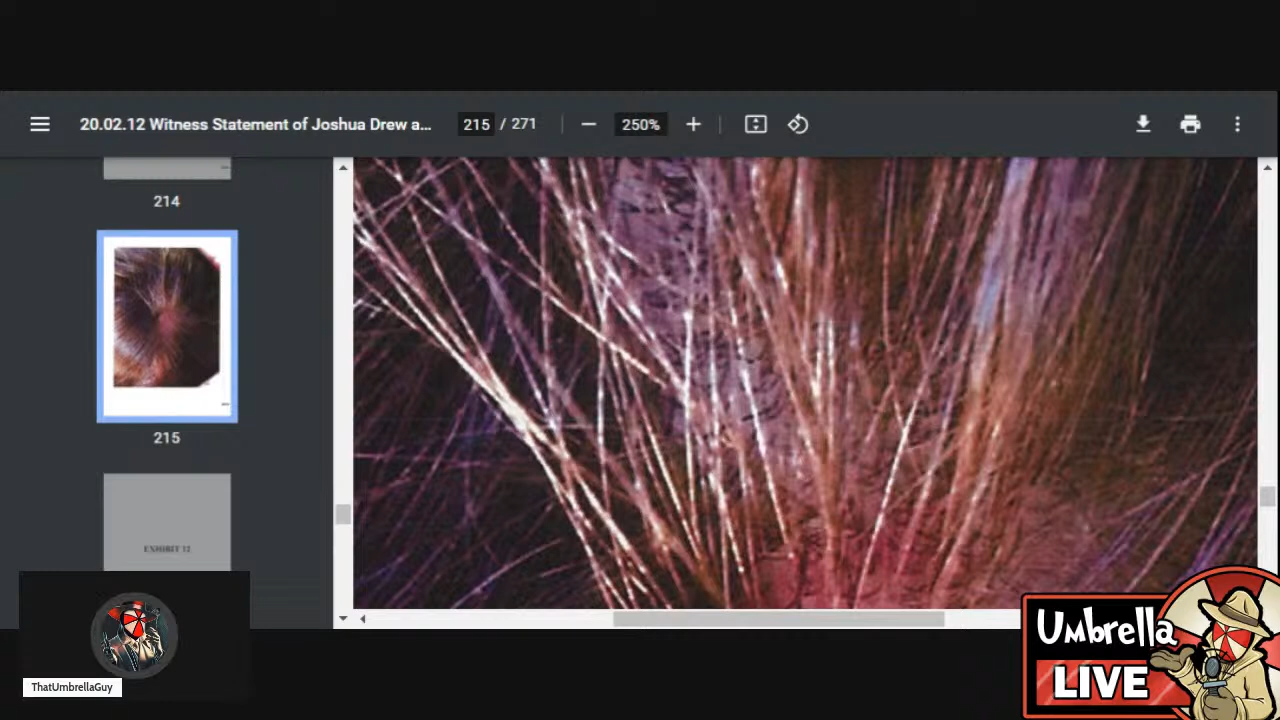 20.02.12 Witness Statement of Joshua Drew a...
215 / 271
250%
214
215
EXHIBIT 12
ThatUmbrellaGuy
Umbrella
LIVE